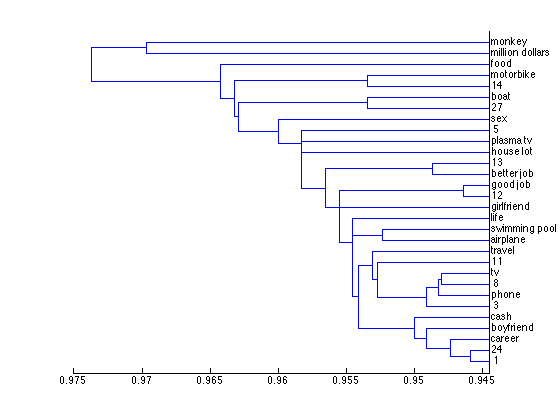 monkey
million dollars
food
motorbike
14
boat
27
sex
5
plasma tv
house lot
13
better job
good job
12
girlfriend
life
swimming pool
airplane
travel
11
tv
8
phone
3
cash
boyfriend
career
24
1
0.975 0.97 0.965 0.96 0.955 0.95 0.945